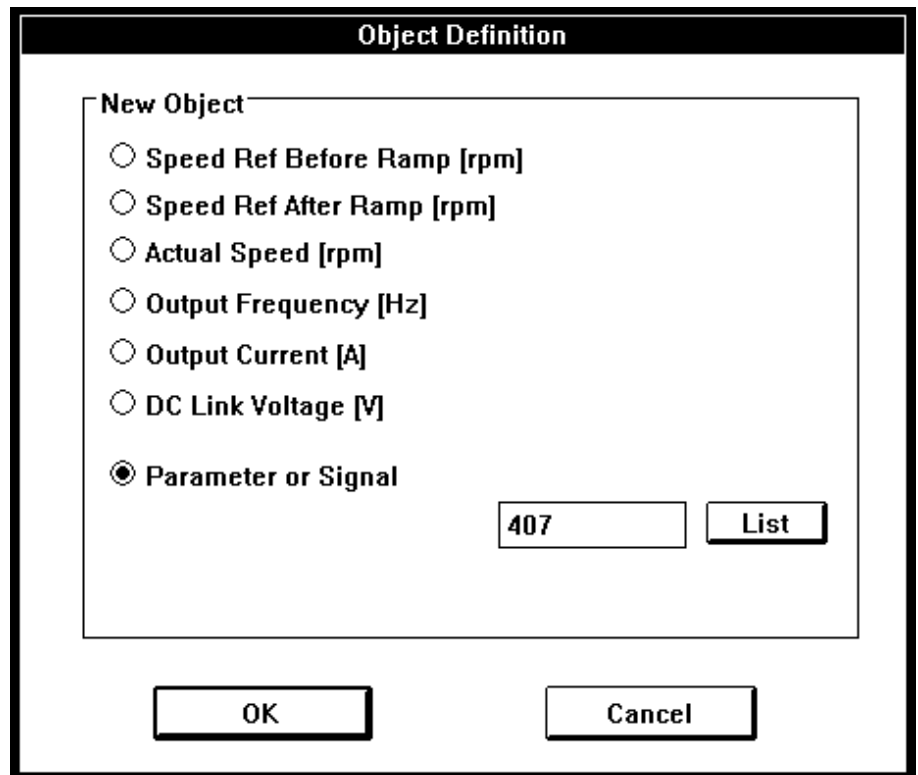 Object Definition
New Object
Speed Ref Before Ramp [rpm]
Speed Ref After Ramp [rpm]
Actual Speed [rpm]
Output Frequency [Hz]
Output Current [A]
DC Link Voltage [V]
Parameter or Signal
407 List
OK Cancel